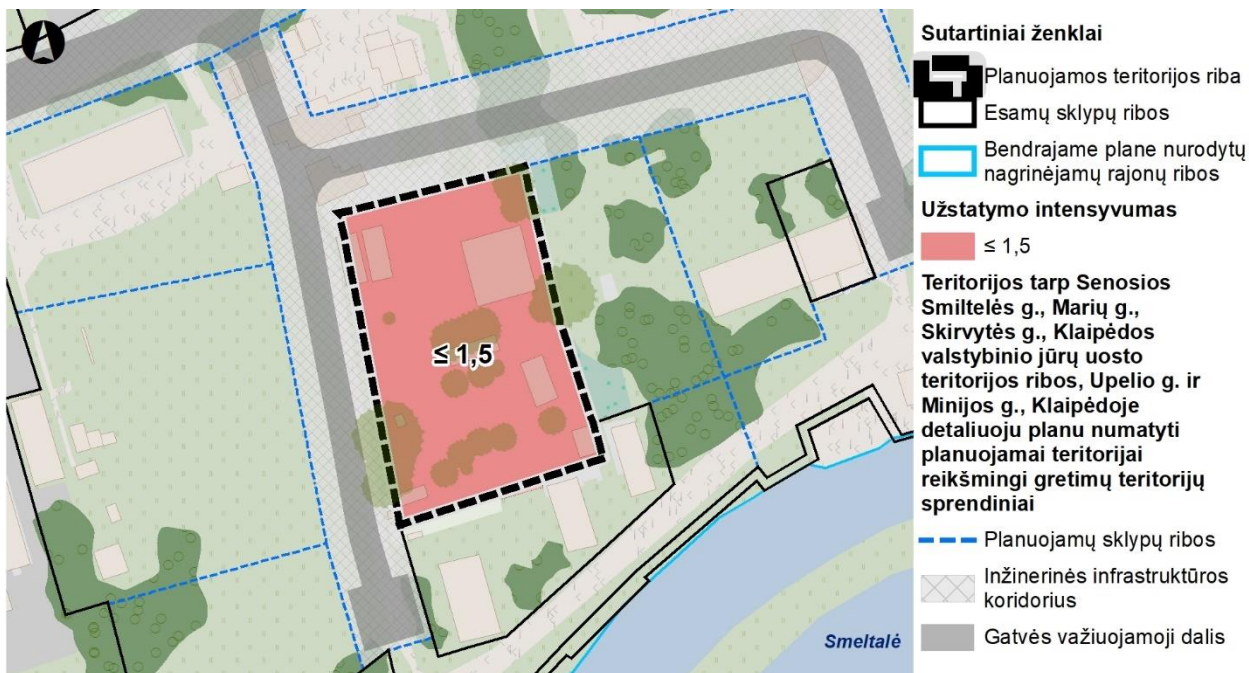 ≤ 1,5
Smeltalė
Sutartiniai ženklai
Planuojamos teritorijos riba
Esamų sklypų ribos
Bendrajame plane nurodytų
nagrinėjamų rajonų ribos
Užstatymo intensyvumas
≤ 1,5
Teritorijos tarp Senosios
Smiltelės g., Marių g.,
Skirvytės g., Klaipėdos
valstybinio jūrų uosto
teritorijos ribos, Upelio g. ir
Minijos g., Klaipėdoje
detaliuoju planu numatyti
planuojamai teritorijai
reikšmingi gretimų teritorijų
sprendiniai
Planuojamų sklypų ribos
Inžinerinės infrastruktūros
koridorius
Gatvės važiuojamoji dalis